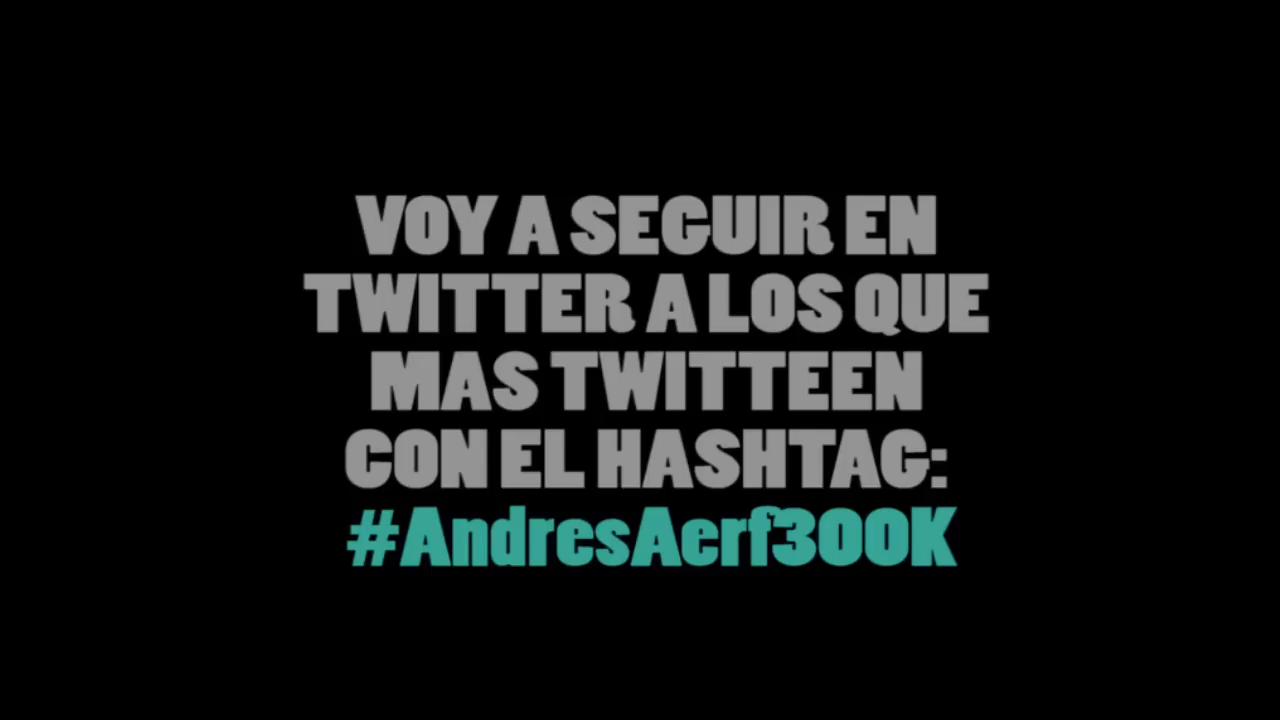 VOY A SEGUIR EN
TWITTER A LOS QUE
MAS TWITTEEN
CON EL HASHTAG:
#AndresAerf300K